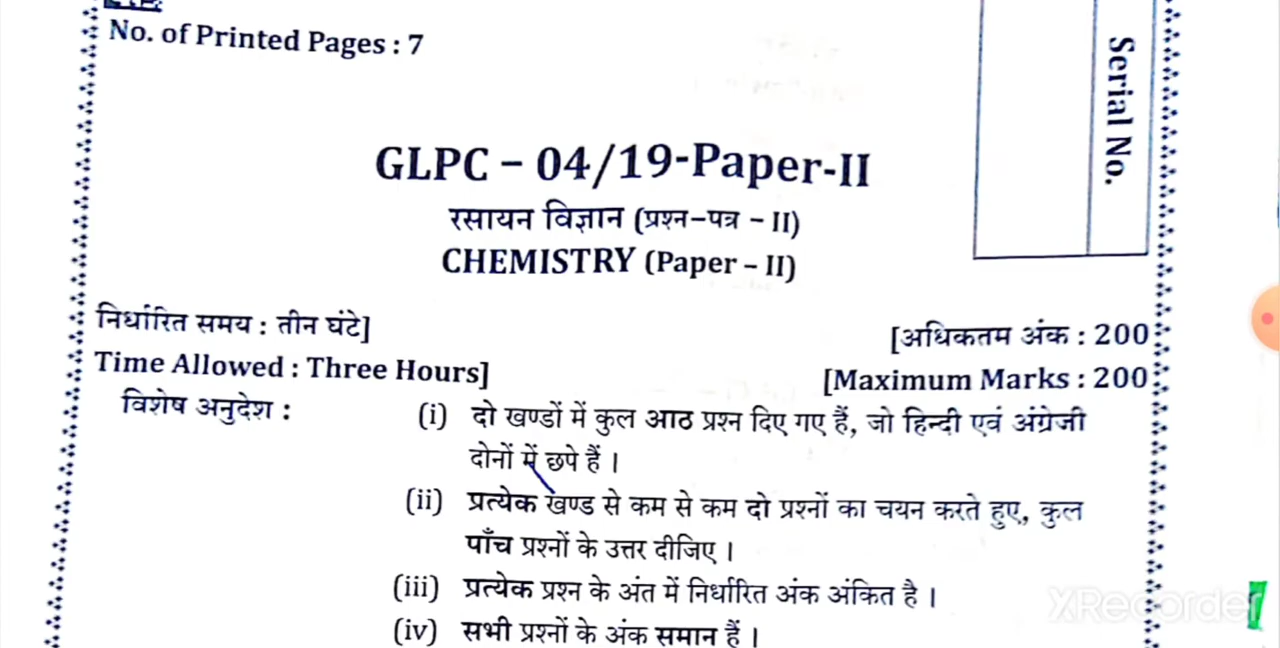 No. of Printed Pages : 7
Serial No.
GLPC – 04/19-Paper-II
रसायन विज्ञान (प्रश्न–पत्र – II)
CHEMISTRY (Paper – II)
निर्धारित समय : तीन घंटे]
[अधिकतम अंक : 200
Time Allowed : Three Hours]
[Maximum Marks : 200
विशेष अनुदेश :
(i) दो खण्डों में कुल आठ प्रश्न दिए गए हैं, जो हिन्दी एवं अंग्रेजी
दोनों में छपे हैं ।
(ii) प्रत्येक खण्ड से कम से कम दो प्रश्नों का चयन करते हुए, कुल
पाँच प्रश्नों के उत्तर दीजिए ।
(iii) प्रत्येक प्रश्न के अंत में निर्धारित अंक अंकित है ।
(iv) सभी प्रश्नों के अंक समान हैं ।
XRecorder